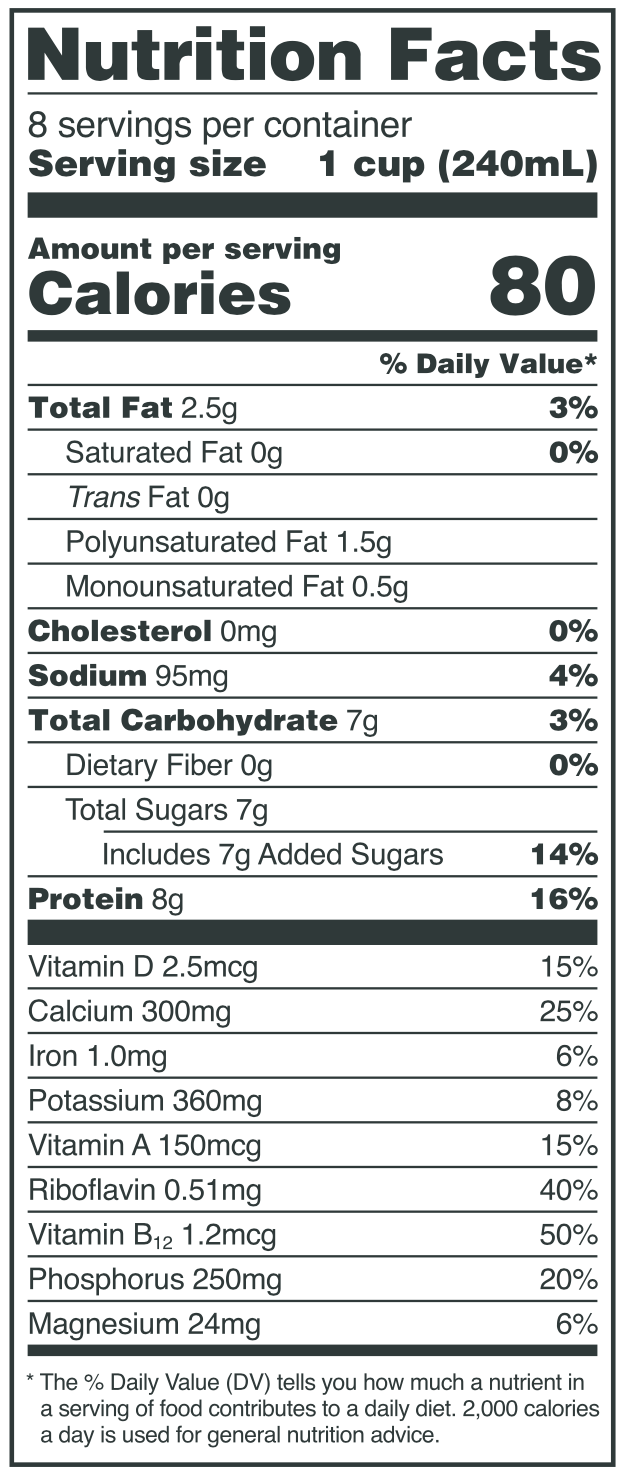 Nutrition Facts
8 servings per container
Serving size 1 cup (240mL)
Amount per serving
Calories 80
% Daily Value*
Total Fat 2.5g 3%
Saturated Fat 0g 0%
Trans Fat 0g
Polyunsaturated Fat 1.5g
Monounsaturated Fat 0.5g
Cholesterol 0mg 0%
Sodium 95mg 4%
Total Carbohydrate 7g 3%
Dietary Fiber 0g 0%
Total Sugars 7g
Includes 7g Added Sugars 14%
Protein 8g 16%
Vitamin D 2.5mcg 15%
Calcium 300mg 25%
Iron 1.0mg 6%
Potassium 360mg 8%
Vitamin A 150mcg 15%
Riboflavin 0.51mg 40%
Vitamin B₁₂ 1.2mcg 50%
Phosphorus 250mg 20%
Magnesium 24mg 6%
* The % Daily Value (DV) tells you how much a nutrient in
a serving of food contributes to a daily diet. 2,000 calories
a day is used for general nutrition advice.